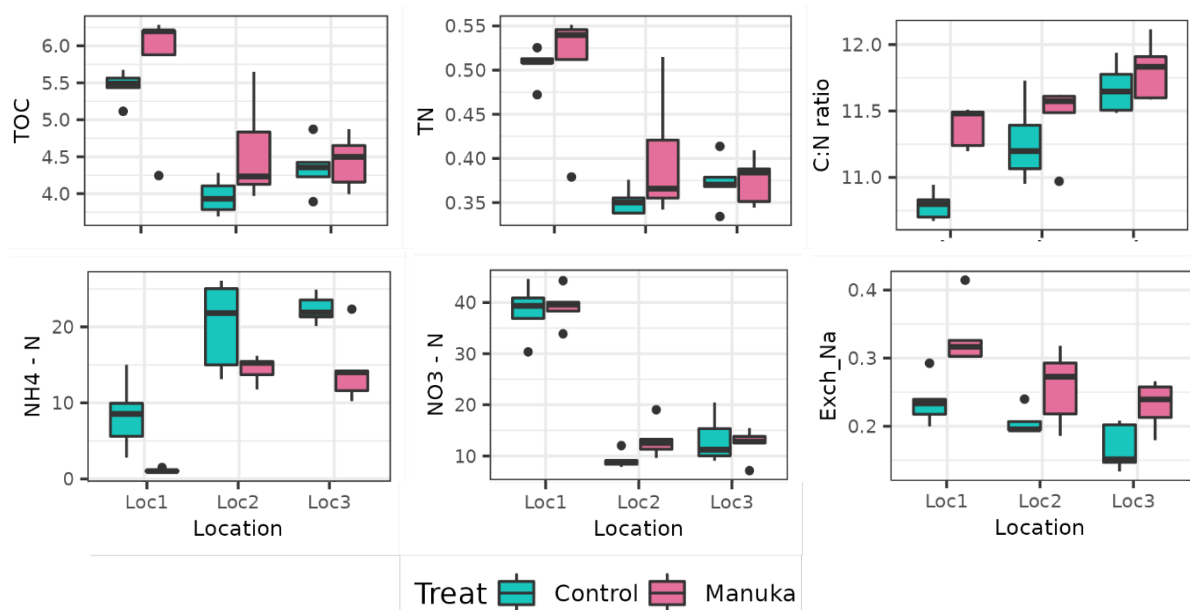 TOC
6.0
5.5
5.0
4.5
4.0
TN
0.55
0.50
0.45
0.40
0.35
C:N ratio
12.0
11.5
11.0
NH4 - N
20
10
0
Loc1 Loc2 Loc3
Location
NO3 - N
40
30
20
10
Loc1 Loc2 Loc3
Location
Exch_Na
0.4
0.3
0.2
Loc1 Loc2 Loc3
Location
Treat Control Manuka